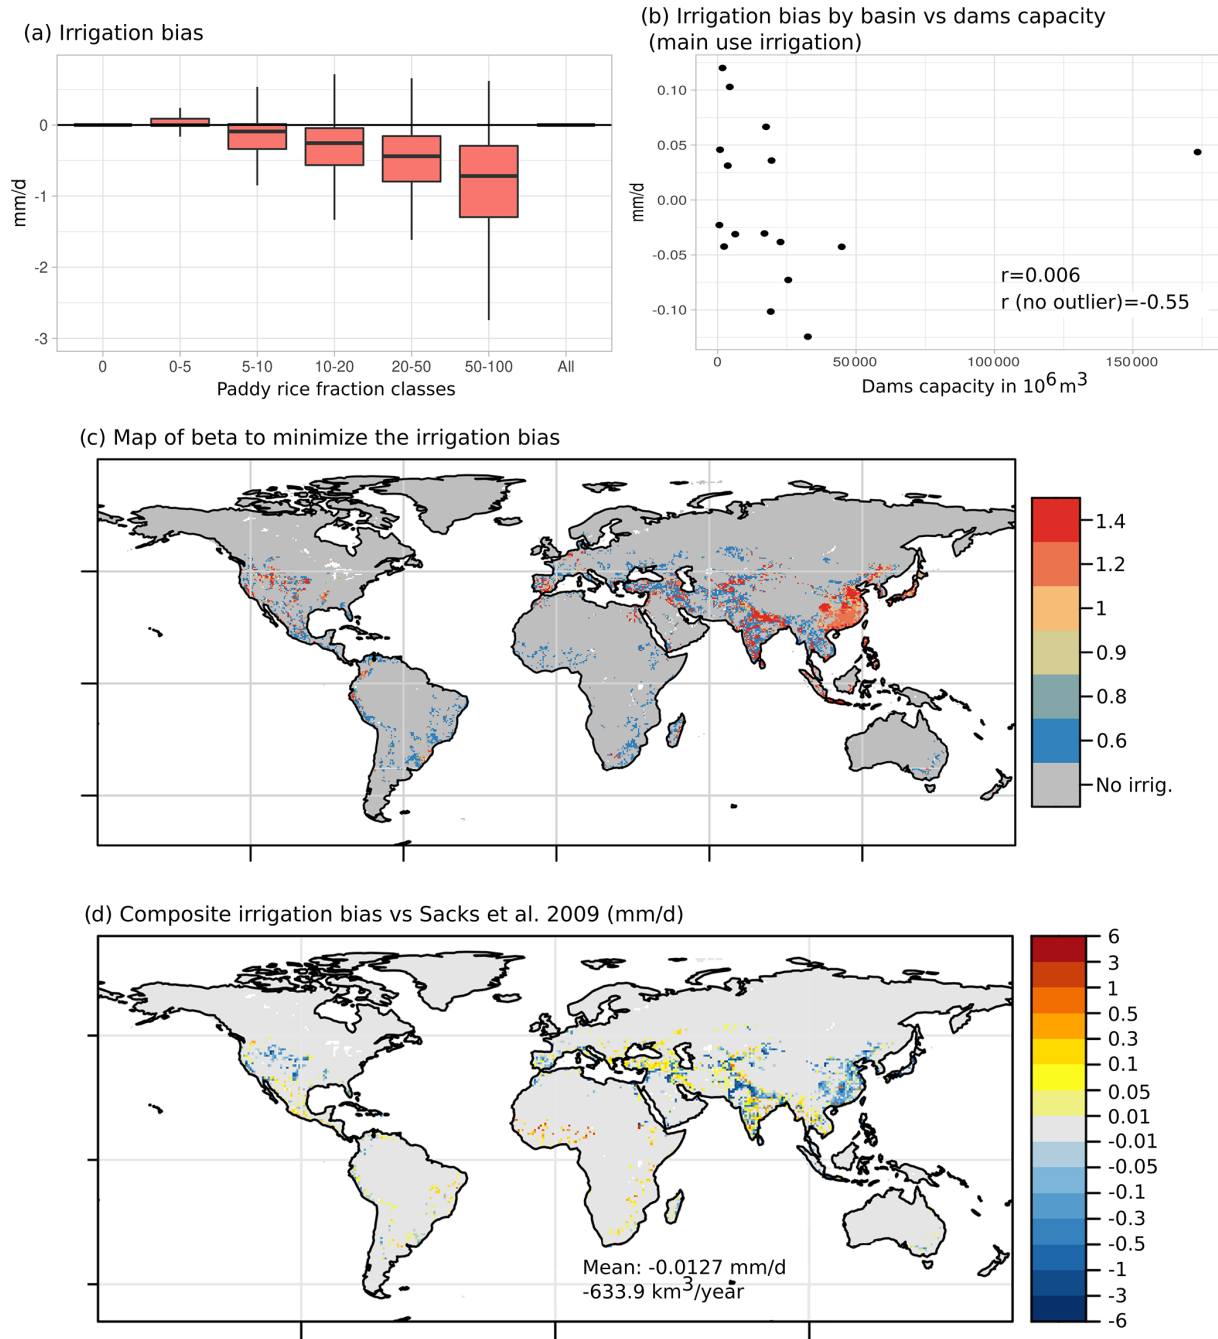 (a) Irrigation bias
0
-1
-2
-3
mm/d
0 0-5 5-10 10-20 20-50 50-100 All
Paddy rice fraction classes
(b) Irrigation bias by basin vs dams capacity
(main use irrigation)
0.10
0.05
0.00
-0.05
-0.10
mm/d
r=0.006
r (no outlier)=-0.55
0 50000 100000 150000
Dams capacity in 10⁶m³
(c) Map of beta to minimize the irrigation bias
1.4
1.2
1
0.9
0.8
0.6
No irrig.
(d) Composite irrigation bias vs Sacks et al. 2009 (mm/d)
6
3
1
0.5
0.3
0.1
0.05
0.01
-0.01
-0.05
-0.1
-0.3
-0.5
-1
-3
-6
Mean: -0.0127 mm/d
-633.9 km³/year